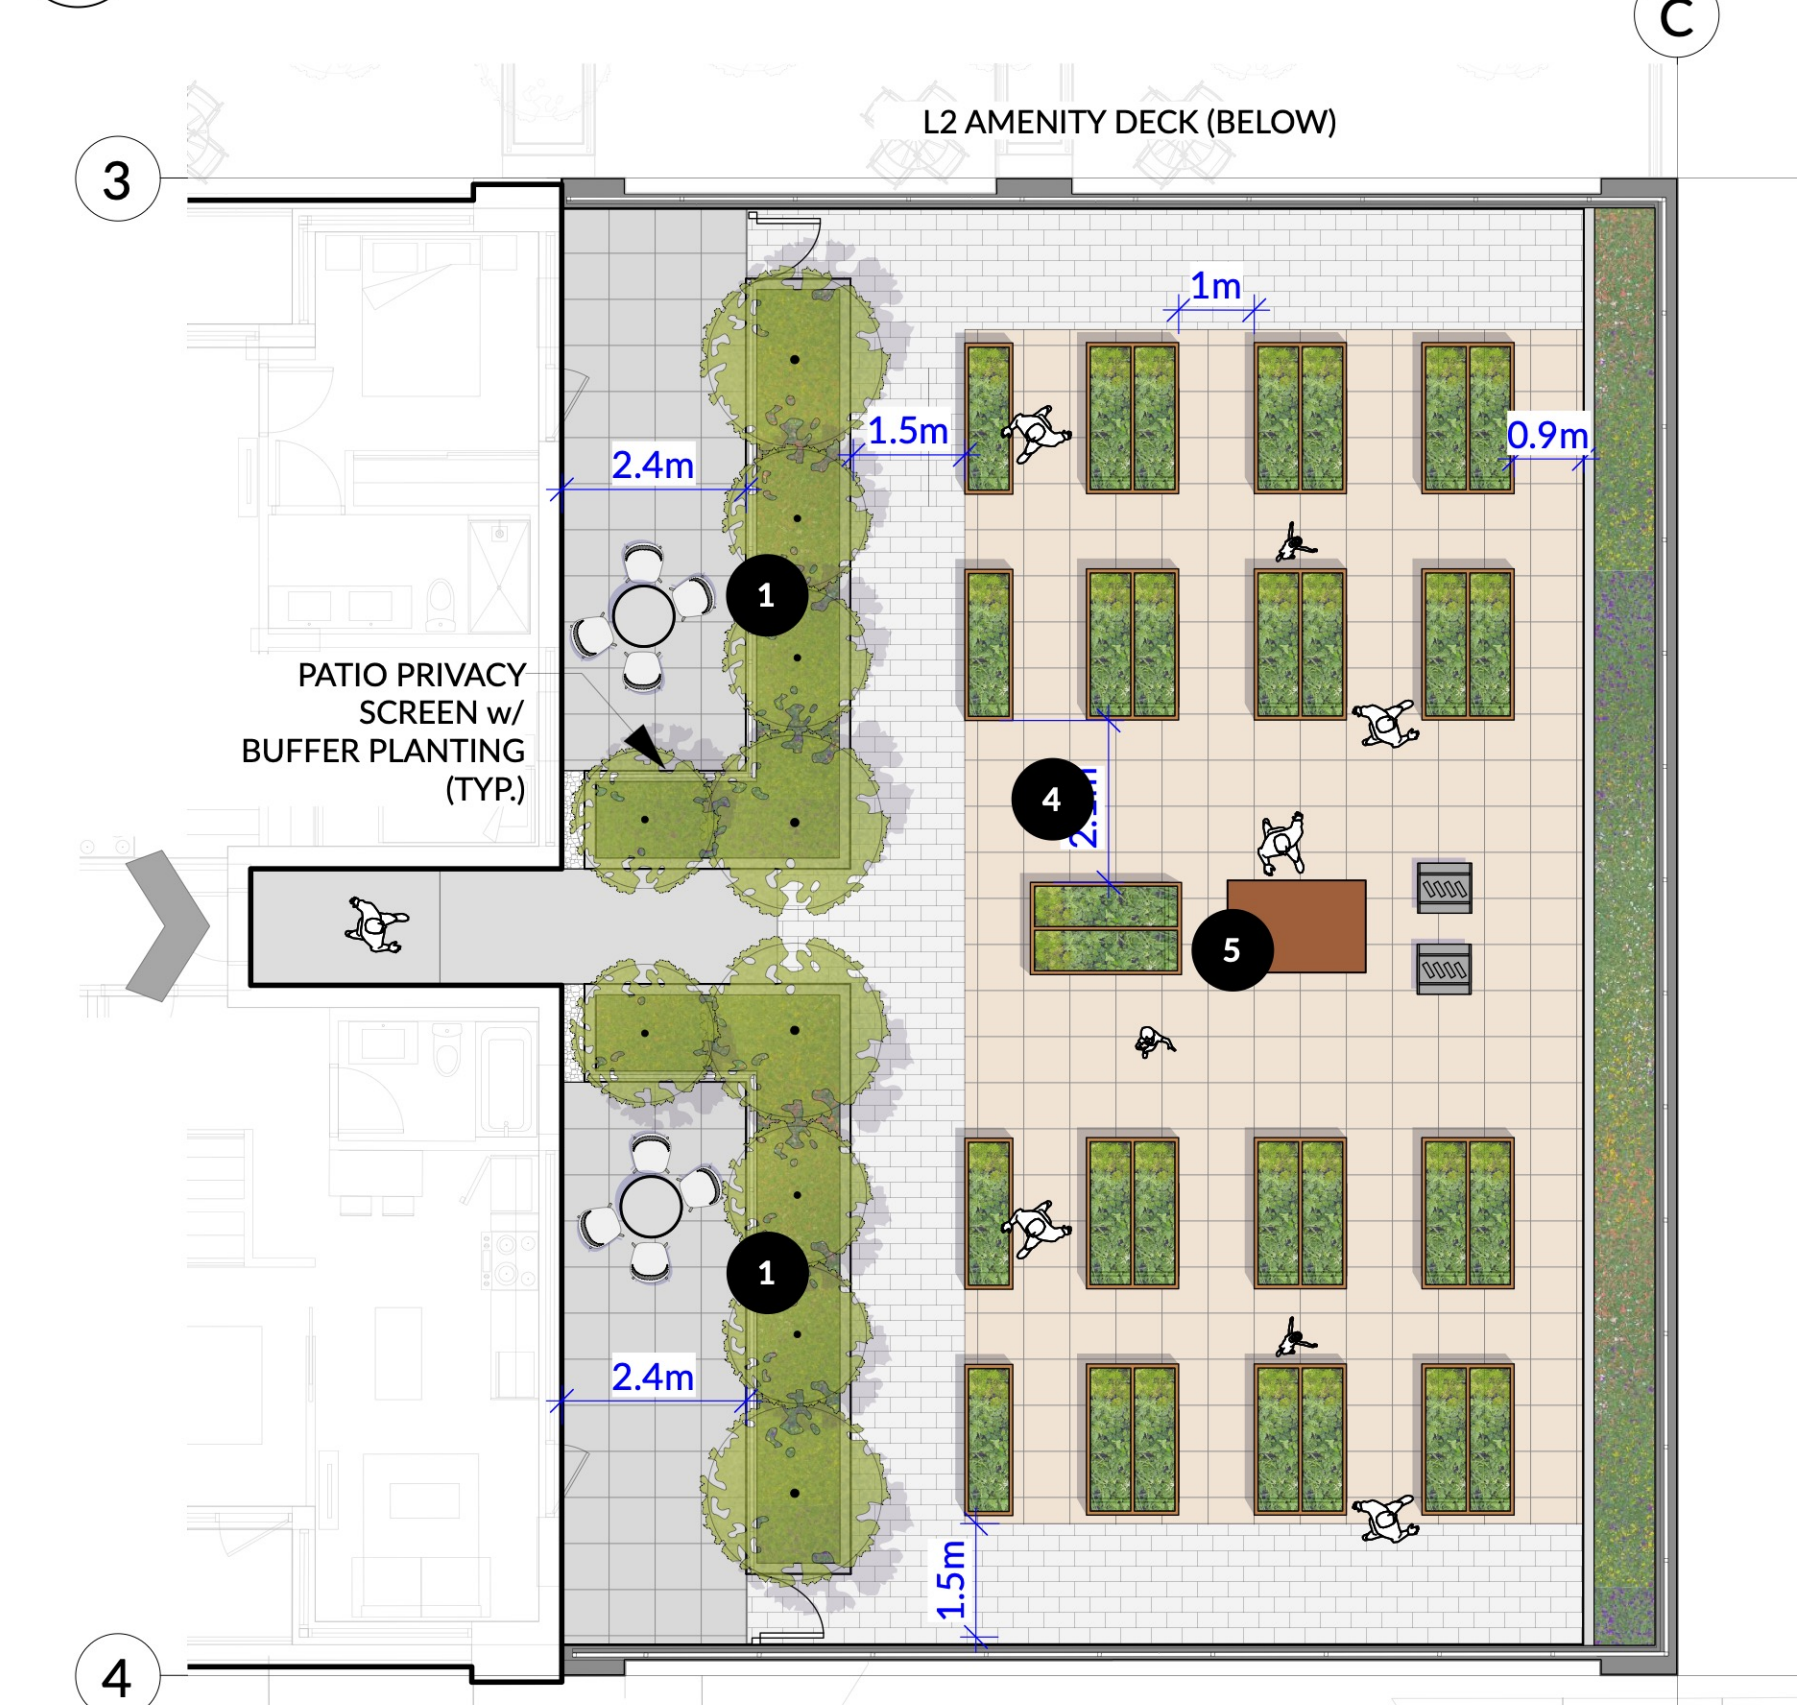 C
L2 AMENITY DECK (BELOW)
3
1m
1.5m
0.9m
2.4m
1
PATIO PRIVACY
SCREEN w/
BUFFER PLANTING
(TYP.)
4
5
1
2.4m
1.5m
4